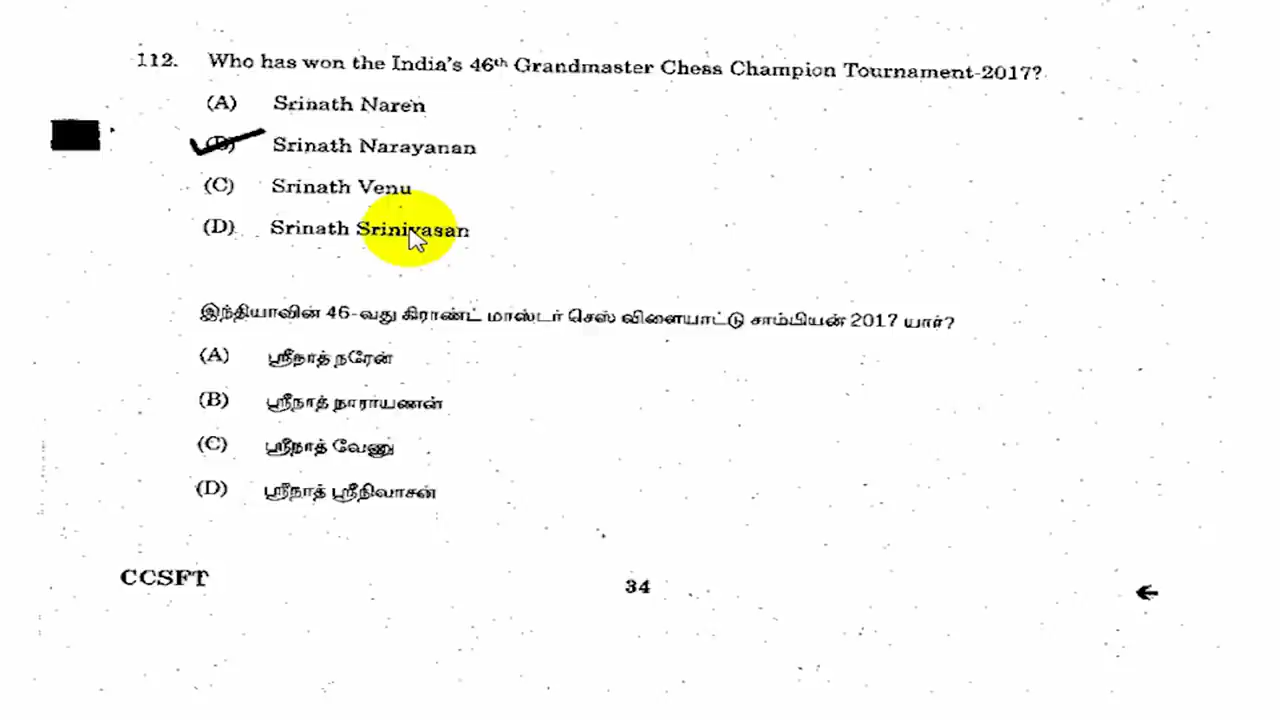 112. Who has won the India's 46th Grandmaster Chess Champion Tournament-2017?
(A) Srinath Naren
(B) Srinath Narayanan
(C) Srinath Venu
(D) Srinath Srinivasan
இந்தியாவின் 46-வது கிராண்ட் மாஸ்டர் செஸ் விளையாட்டு சாம்பியன் 2017 யார்?
(A) ஸ்ரீநாத் நரேன்
(B) ஸ்ரீநாத் நாராயணன்
(C) ஸ்ரீநாத் வேணு
(D) ஸ்ரீநாத் ஸ்ரீநிவாசன்
CCSFT 34 ←